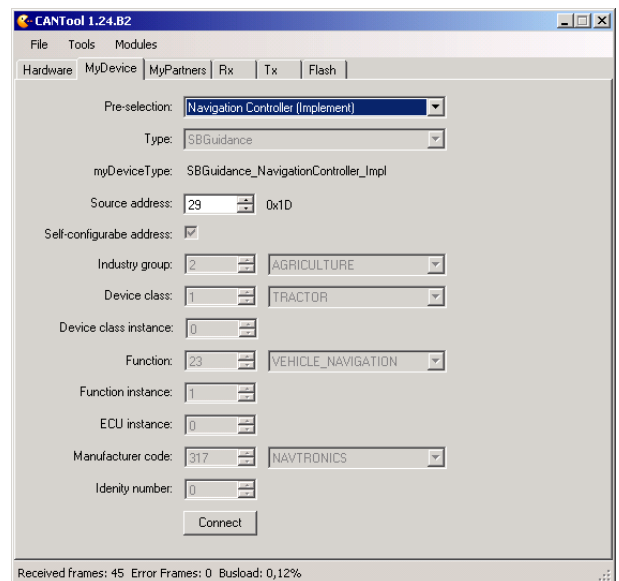 CANTool 1.24.B2
File Tools Modules
Hardware MyDevice MyPartners Rx Tx Flash
Pre-selection: Navigation Controller (Implement)
Type: SBGuidance
myDeviceType: SBGuidance_NavigationController_Impl
Source address: 29 0x1D
Self-configurabe address:
Industry group: 2 AGRICULTURE
Device class: 1 TRACTOR
Device class instance: 0
Function: 23 VEHICLE_NAVIGATION
Function instance: 1
ECU instance: 0
Manufacturer code: 317 NAVTRONICS
Idenity number: 0
Connect
Received frames: 45 Error Frames: 0 Busload: 0,12%